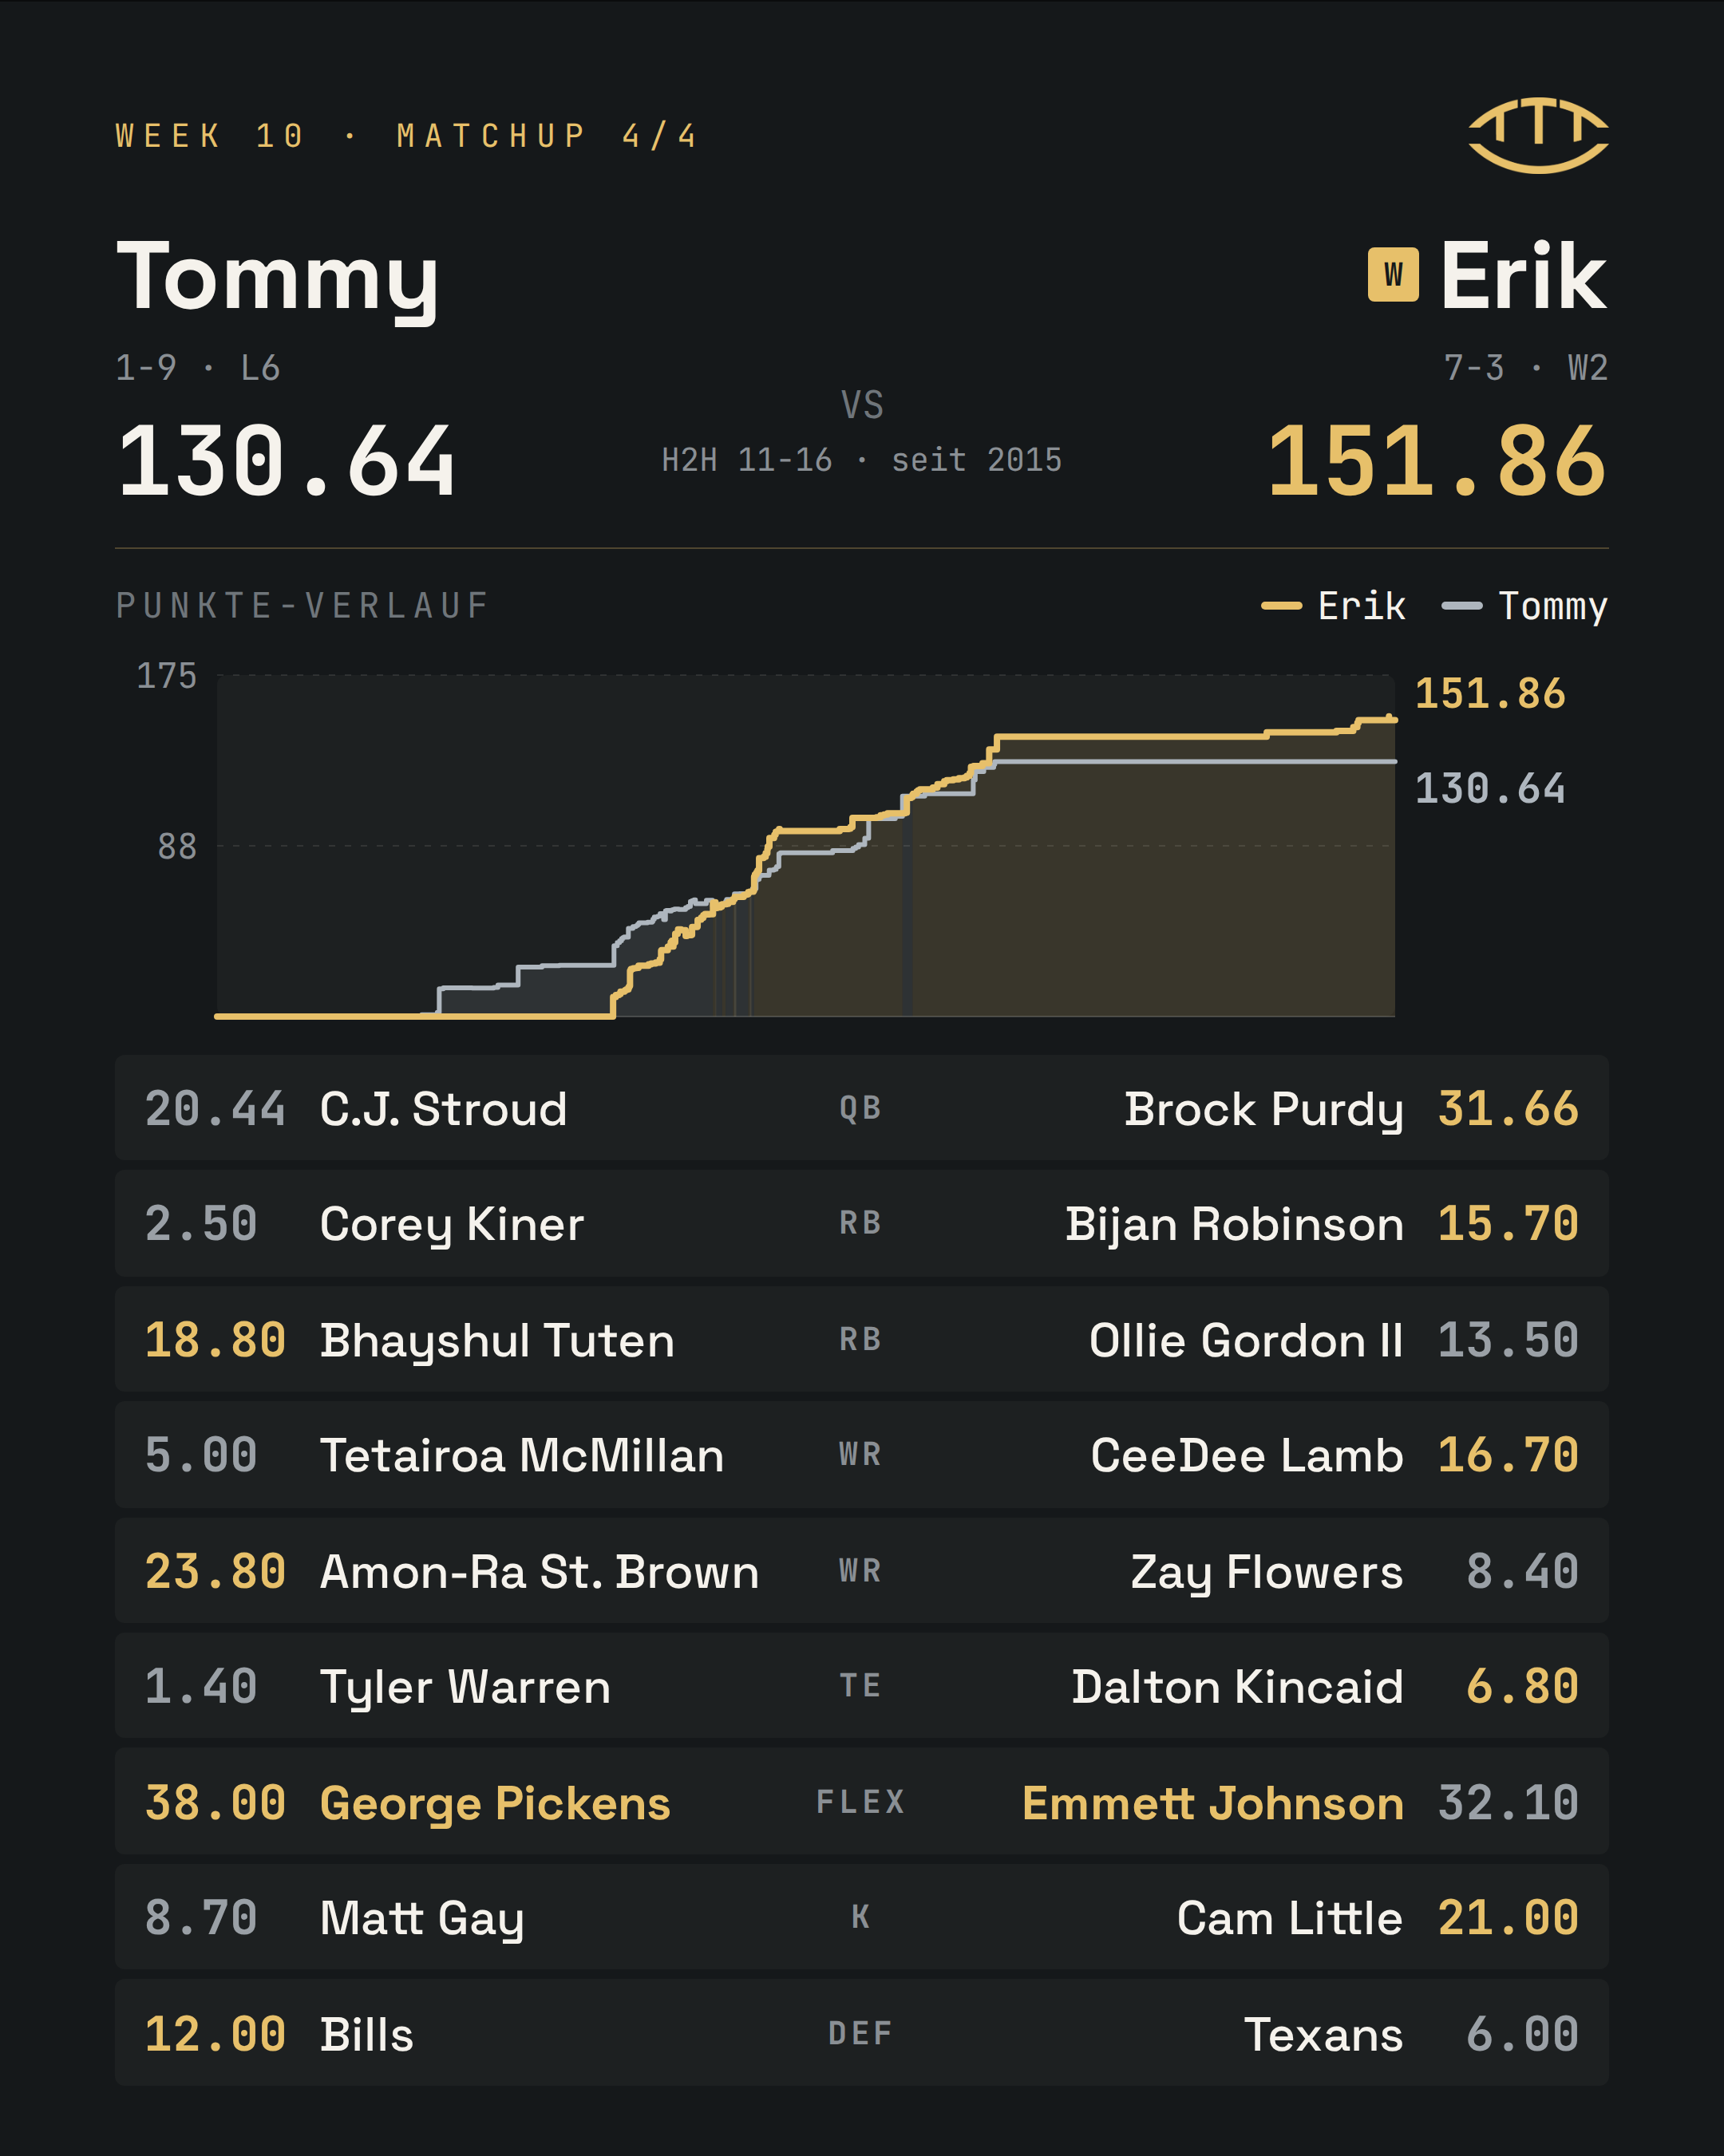 WEEK 10 · MATCHUP 4/4
Tommy
W Erik
1-9 · L6
7-3 · W2
VS
130.64
H2H 11-16 · seit 2015
151.86
PUNKTE-VERLAUF
Erik Tommy
175
151.86
130.64
88
20.44 C.J. Stroud QB Brock Purdy 31.66
2.50 Corey Kiner RB Bijan Robinson 15.70
18.80 Bhayshul Tuten RB Ollie Gordon II 13.50
5.00 Tetairoa McMillan WR CeeDee Lamb 16.70
23.80 Amon-Ra St. Brown WR Zay Flowers 8.40
1.40 Tyler Warren TE Dalton Kincaid 6.80
38.00 George Pickens FLEX Emmett Johnson 32.10
8.70 Matt Gay K Cam Little 21.00
12.00 Bills DEF Texans 6.00